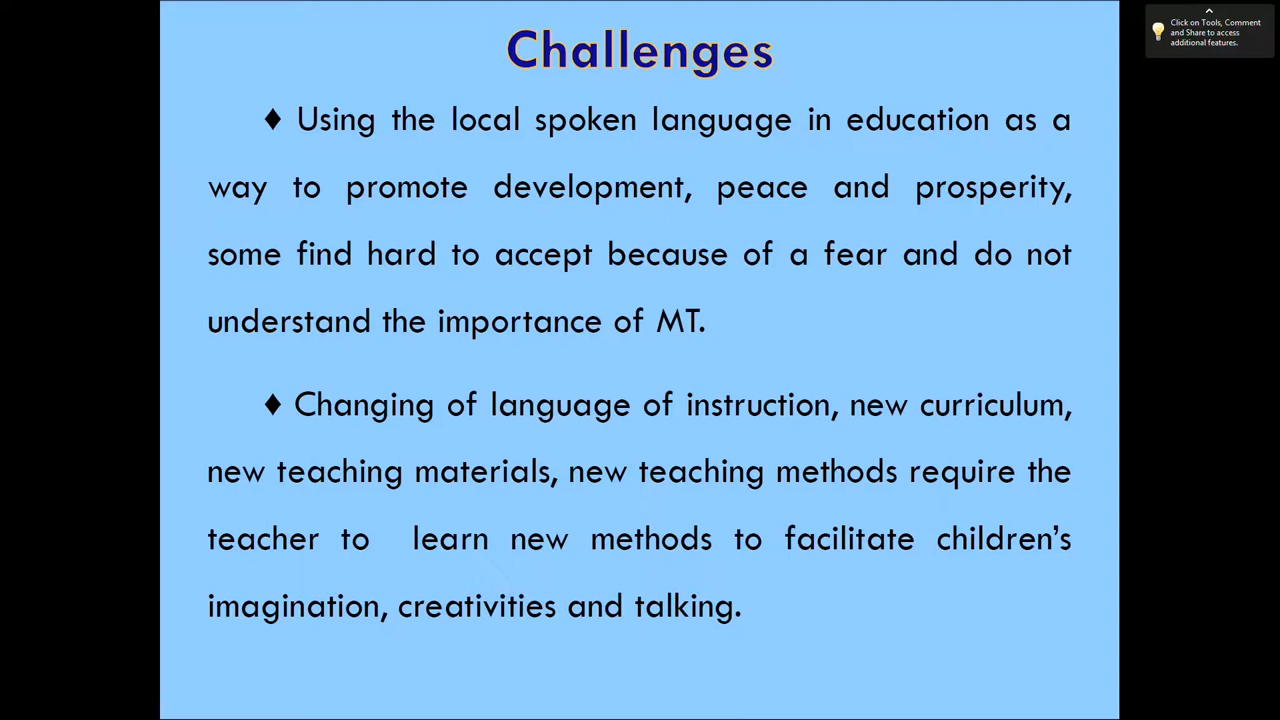 Challenges
♦ Using the local spoken language in education as a
way to promote development, peace and prosperity,
some find hard to accept because of a fear and do not
understand the importance of MT.
♦ Changing of language of instruction, new curriculum,
new teaching materials, new teaching methods require the
teacher to learn new methods to facilitate children’s
imagination, creativities and talking.
Click on Tools, Comment
and Share to access
additional features.